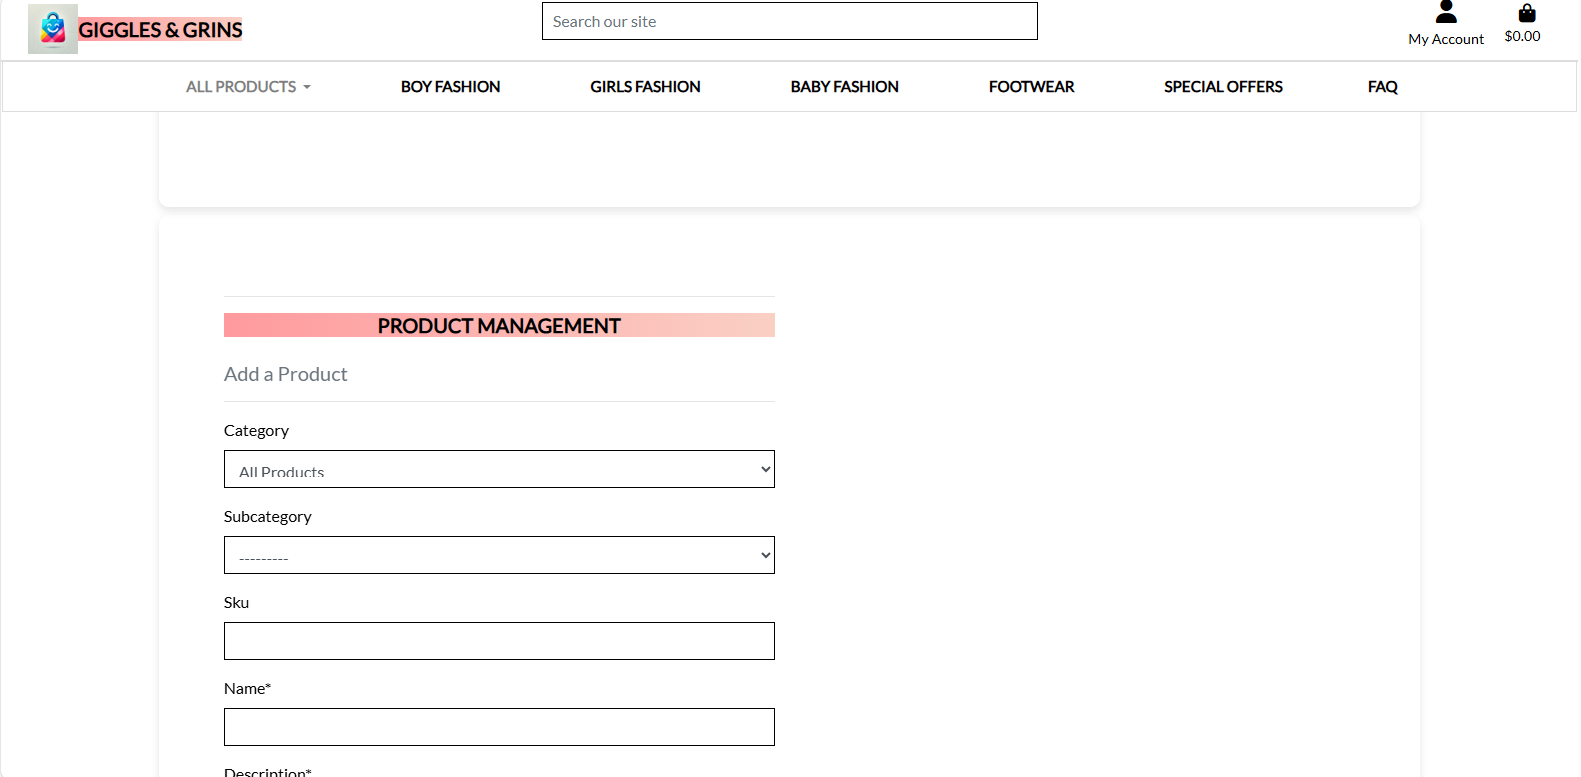 GIGGLES & GRINS
Search our site
My Account
$0.00
ALL PRODUCTS
BOY FASHION
GIRLS FASHION
BABY FASHION
FOOTWEAR
SPECIAL OFFERS
FAQ
PRODUCT MANAGEMENT
Add a Product
Category
All Products
Subcategory
---------
Sku
Name*
Description*